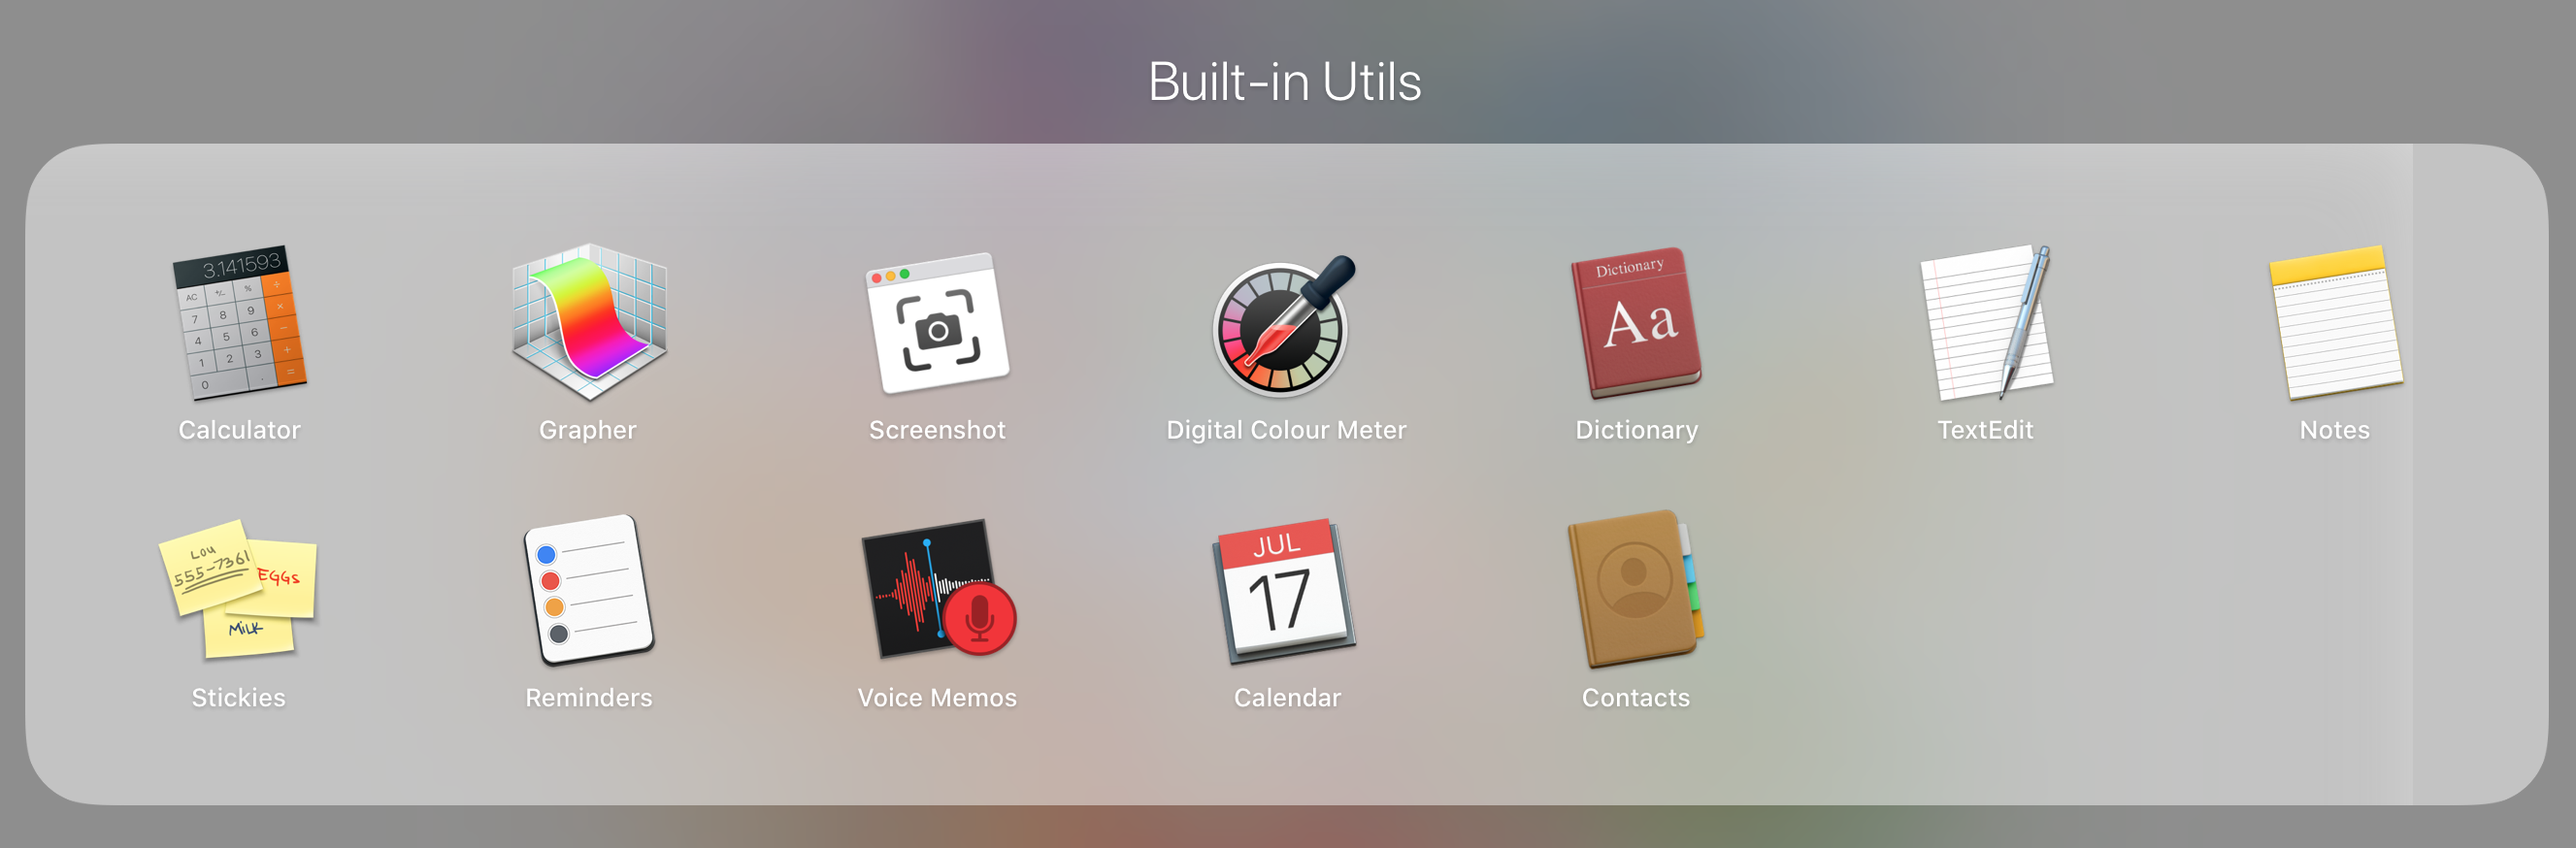 Built-in Utils
3.141593
AC +/- % ÷
7 8 9 ×
4 5 6 −
1 2 3 +
0 . =
Dictionary
Aa
Calculator
Grapher
Screenshot
Digital Colour Meter
Dictionary
TextEdit
Notes
Lou
555-7361
EGGs
MiLK
JUL
17
Stickies
Reminders
Voice Memos
Calendar
Contacts